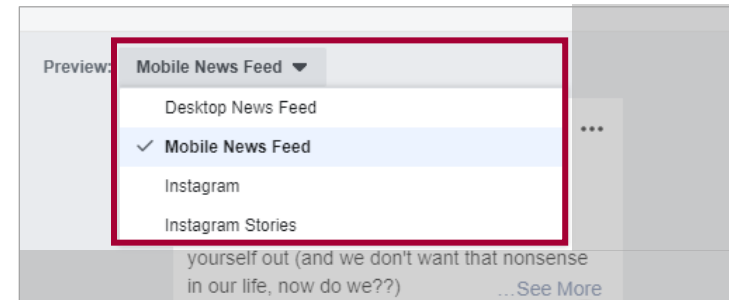 Preview: Mobile News Feed
Desktop News Feed
Mobile News Feed
Instagram
Instagram Stories
yourself out (and we don't want that nonsense
in our life, now do we??) ...See More